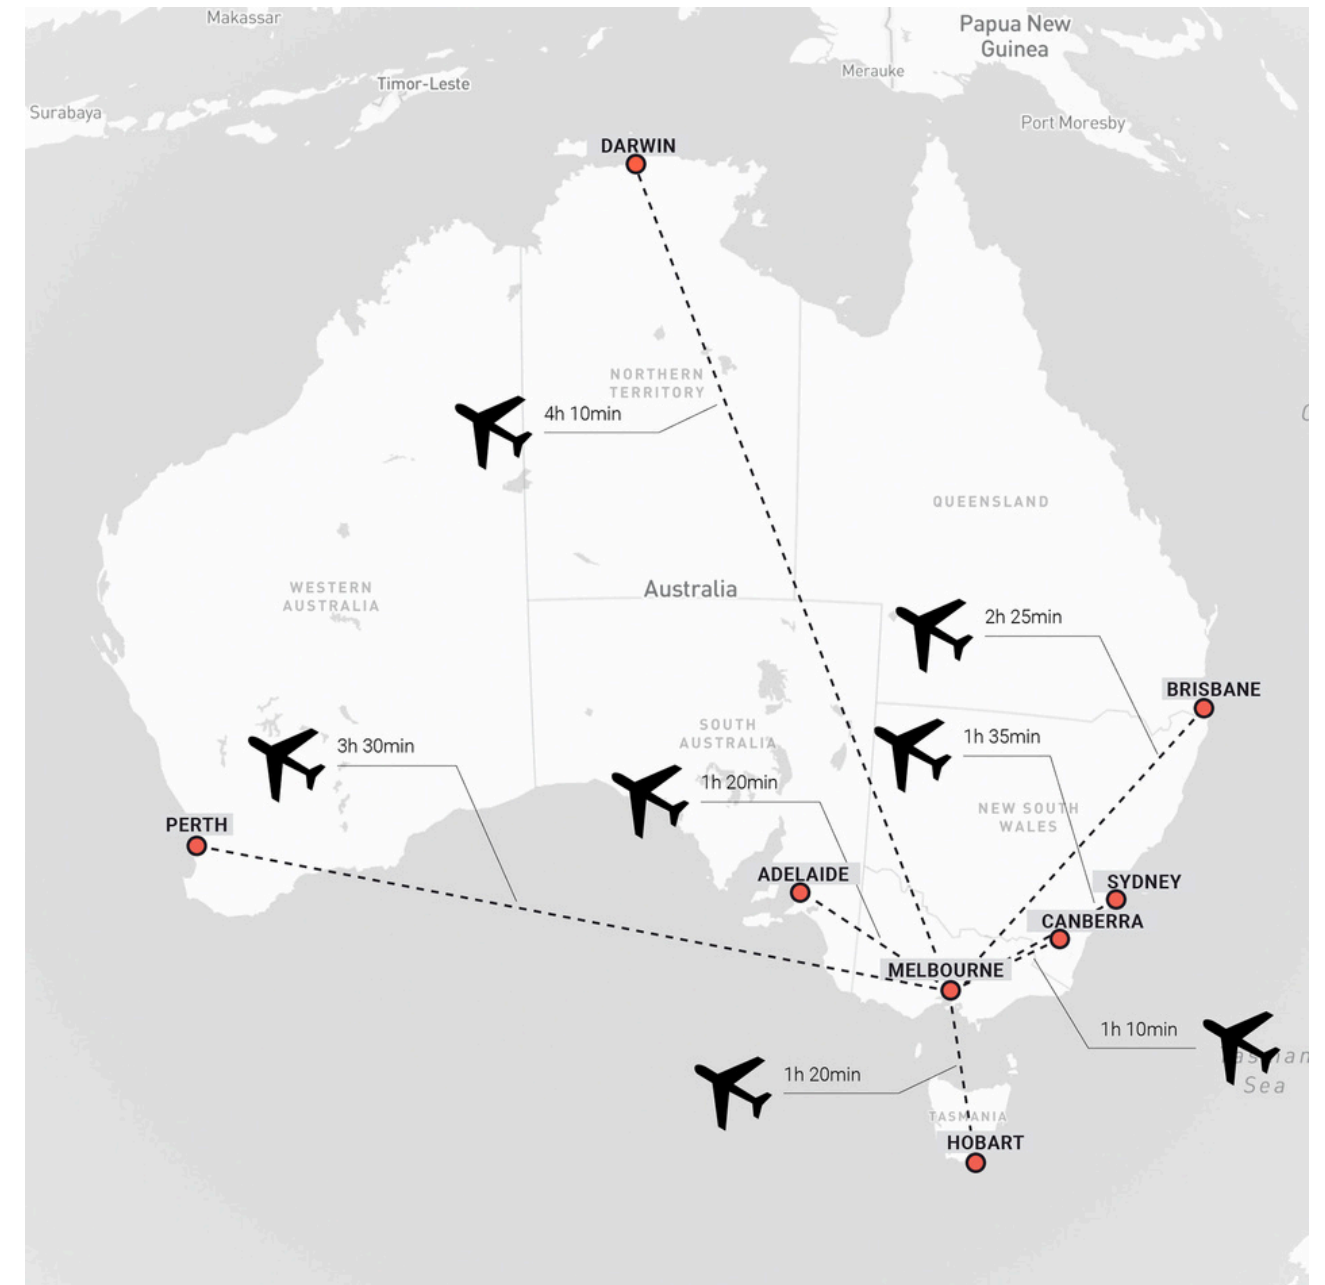 Makassar
Papua New
Guinea
Timor-Leste
Merauke
Surabaya
Port Moresby
DARWIN
NORTHERN
TERRITORY
4h 10min
QUEENSLAND
Australia
WESTERN
AUSTRALIA
2h 25min
BRISBANE
SOUTH
AUSTRALIA
1h 35min
3h 30min
1h 20min
NEW SOUTH
WALES
PERTH
ADELAIDE
SYDNEY
CANBERRA
MELBOURNE
1h 10min
Tasman
Sea
1h 20min
TASMANIA
HOBART